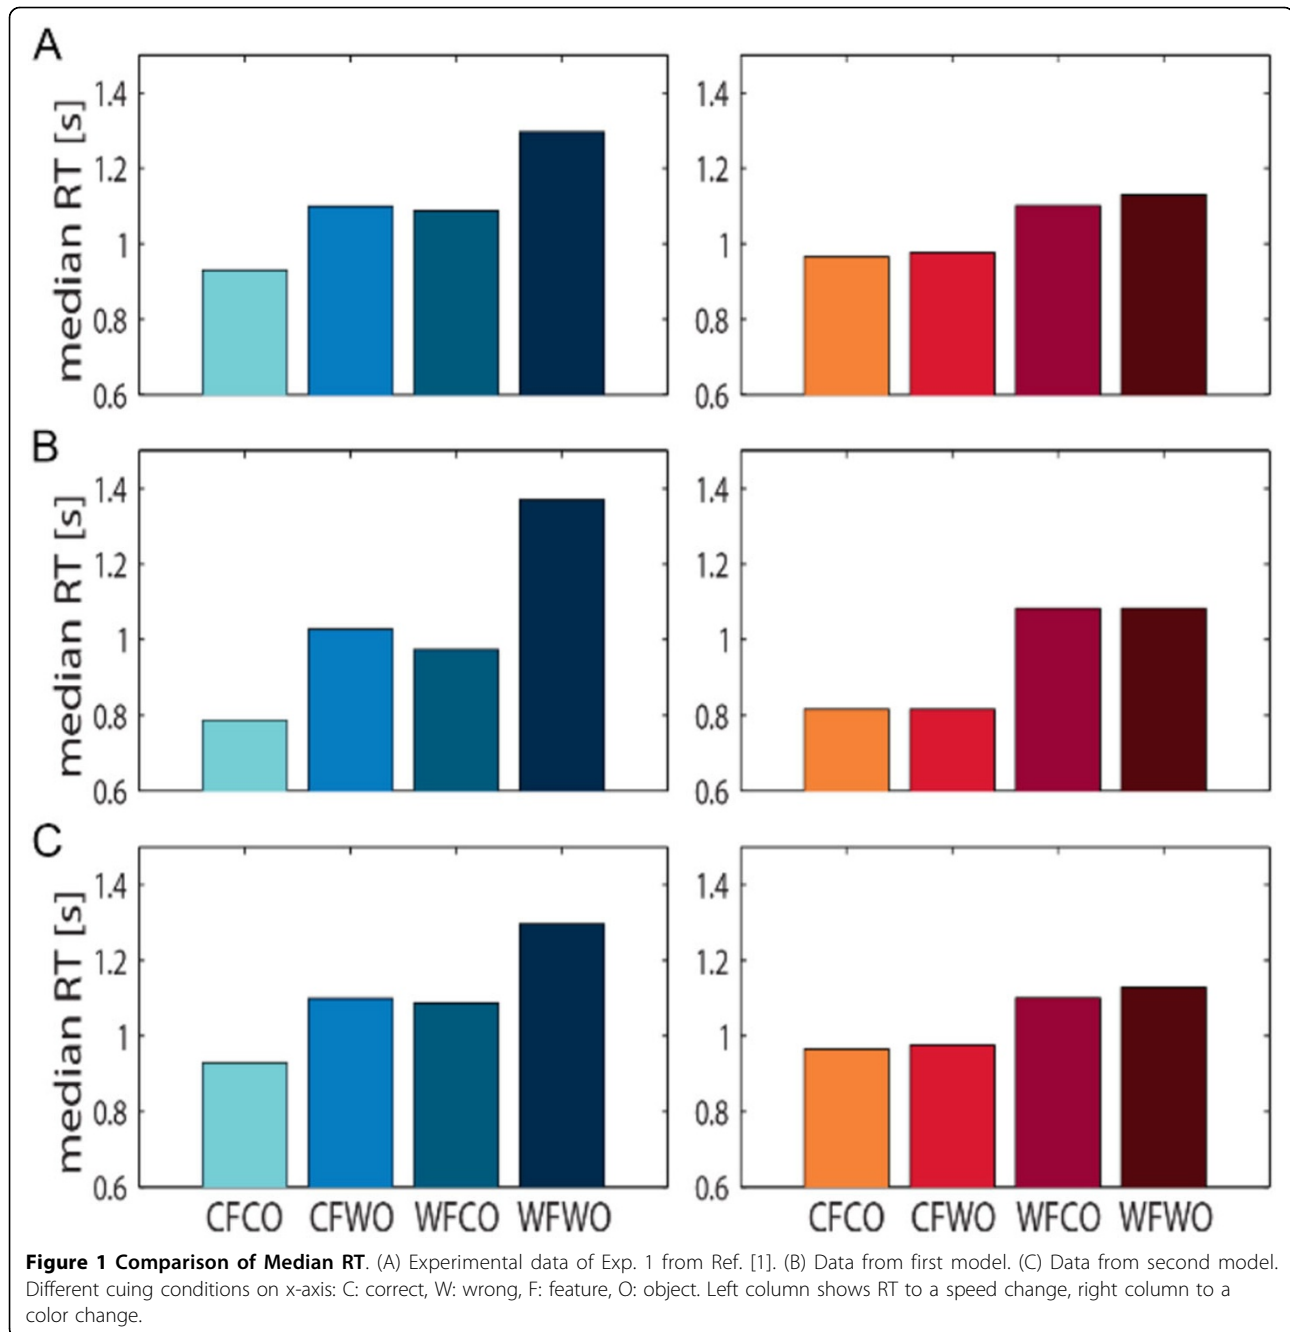 A
median RT [s]
1.4
1.2
1
0.8
0.6
1.4
1.2
1
0.8
0.6
B
median RT [s]
1.4
1.2
1
0.8
0.6
1.4
1.2
1
0.8
0.6
C
median RT [s]
1.4
1.2
1
0.8
0.6
1.4
1.2
1
0.8
0.6
CFCO CFWO WFCO WFWO
CFCO CFWO WFCO WFWO
Figure 1 Comparison of Median RT. (A) Experimental data of Exp. 1 from Ref. [1]. (B) Data from first model. (C) Data from second model.
Different cuing conditions on x-axis: C: correct, W: wrong, F: feature, O: object. Left column shows RT to a speed change, right column to a
color change.